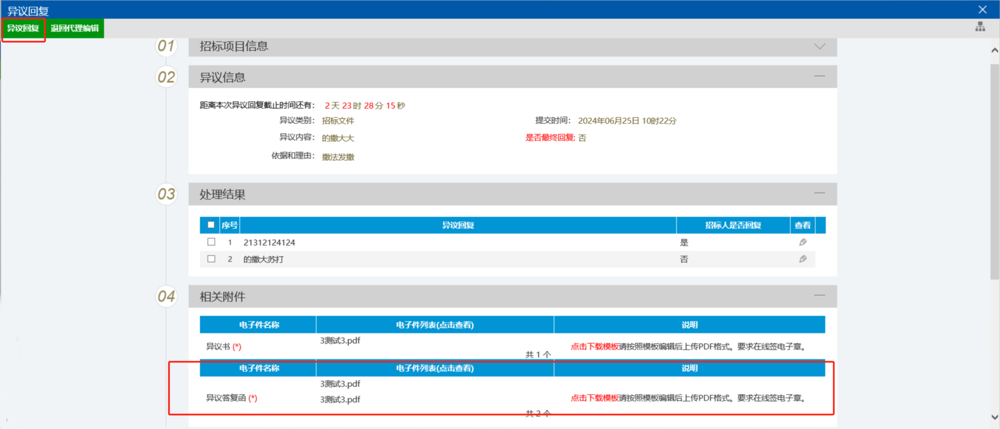 异议回复
异议回复 退回代理编辑
01 招标项目信息
02 异议信息
距离本次异议回复截止时间还有： 2 天 23 时 28 分 15 秒
异议类别： 招标文件 提交时间： 2024年06月25日 10时22分
异议内容： 的撒大大 是否最终回复: 否
依据和理由： 撒法发撒
03 处理结果
序号 异议回复 招标人是否回复 查看
1 21312124124 是
2 的撒大苏打 否
04 相关附件
电子件名称 电子件列表(点击查看) 说明
3测试3.pdf
异议书 (*) 点击下载模板请按照模板编辑后上传PDF格式。要求在线签电子章。
共 1 个
电子件名称 电子件列表(点击查看) 说明
3测试3.pdf
异议答复函 (*) 点击下载模板请按照模板编辑后上传PDF格式。要求在线签电子章。
3测试3.pdf
共 2 个